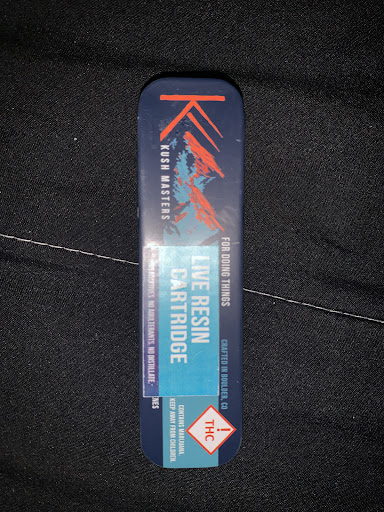 K
KUSH MASTERS
FOR DOING THINGS
LIVE RESIN
CARTRIDGE
NO ADULTERANTS. NO DISTILLATE.
CRAFTED IN BOULDER, CO
CONTAINS MARIJUANA.
KEEP AWAY FROM CHILDREN.
!
THC